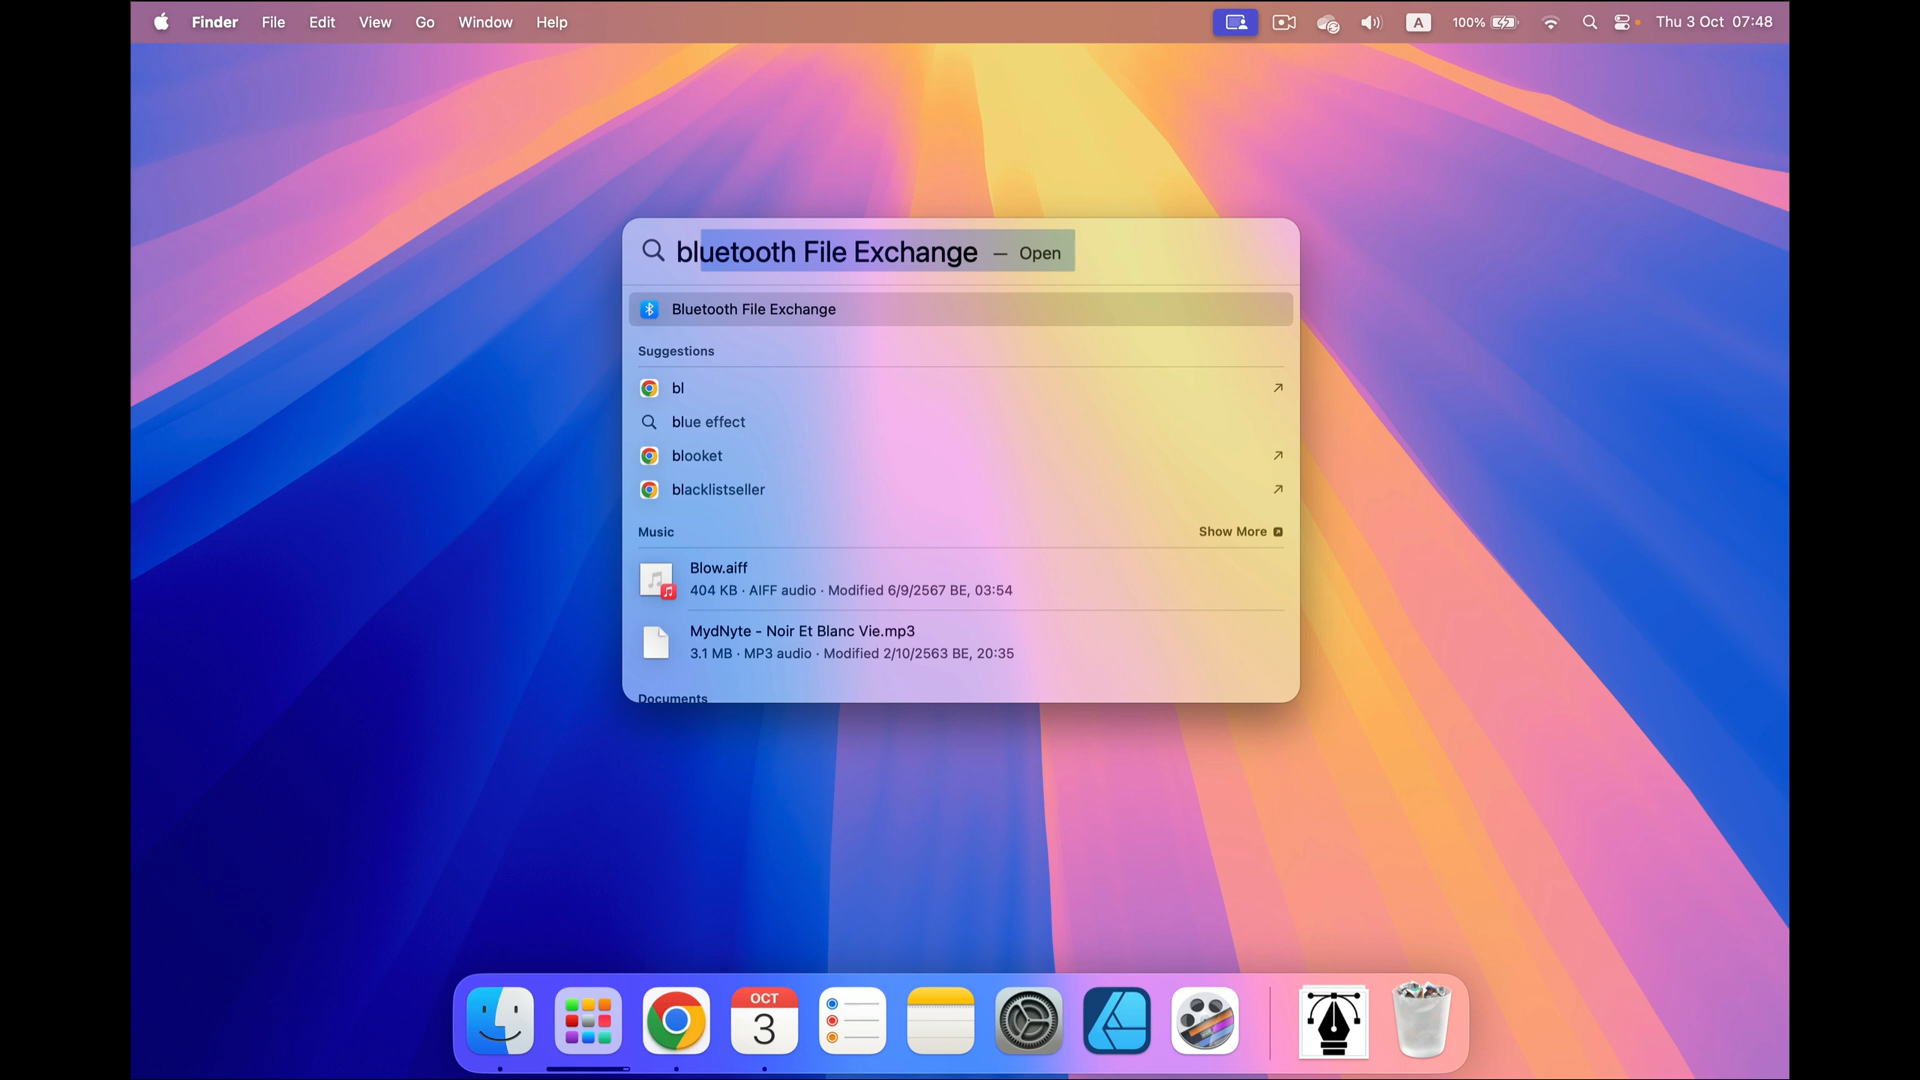 Finder File Edit View Go Window Help A 100% Thu 3 Oct 07:48
bluetooth File Exchange — Open
Bluetooth File Exchange
Suggestions
bl
blue effect
blooket
blacklistseller
Music Show More
Blow.aiff
404 KB · AIFF audio · Modified 6/9/2567 BE, 03:54
MydNyte - Noir Et Blanc Vie.mp3
3.1 MB · MP3 audio · Modified 2/10/2563 BE, 20:35
Documents
OCT
3